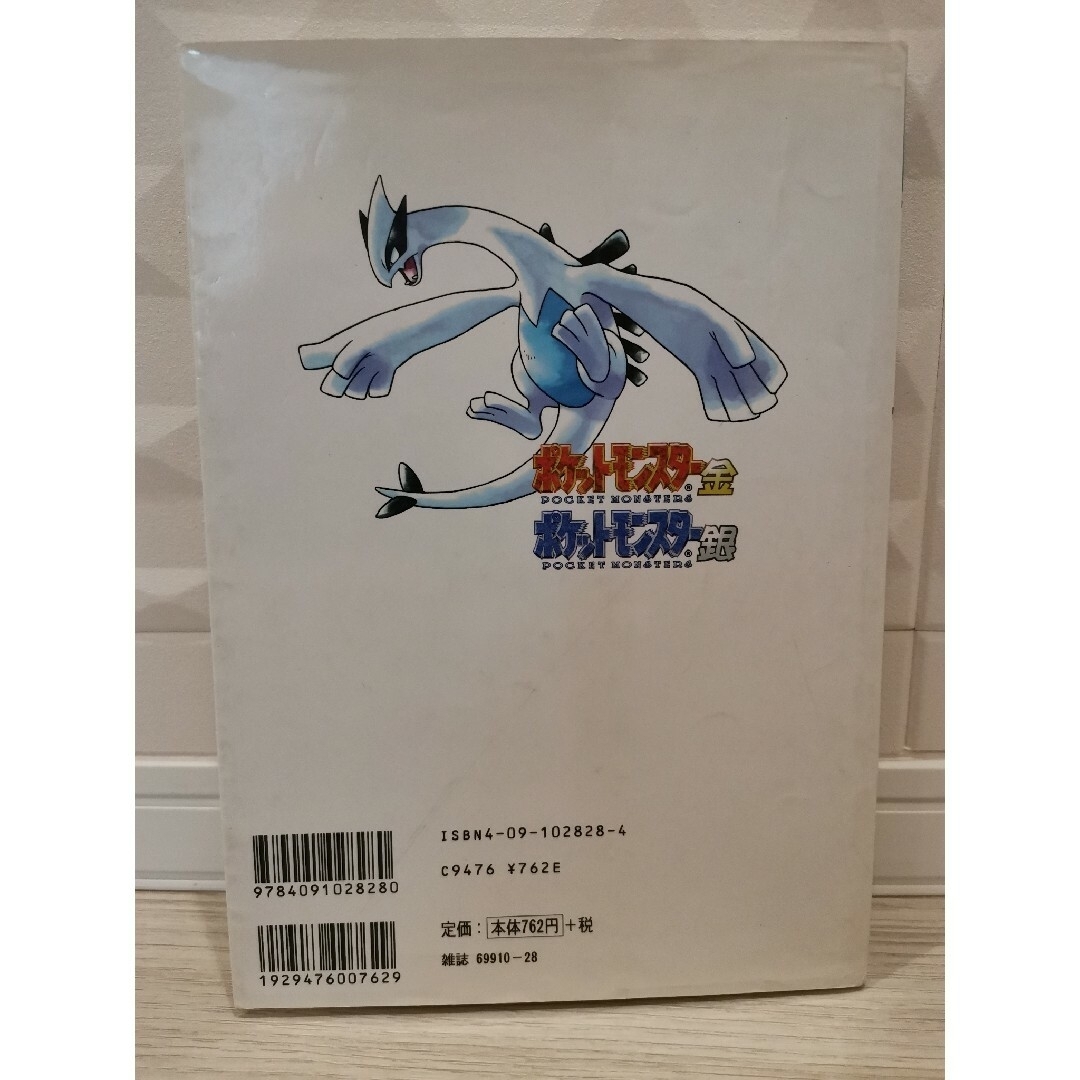 ポケットモンスター金
POCKET MONSTERS
ポケットモンスター銀
POCKET MONSTERS
ISBN4-09-102828-4
C9476 ¥762E
9784091028280
定価：本体762円+税
雑誌 69910-28
1929476007629